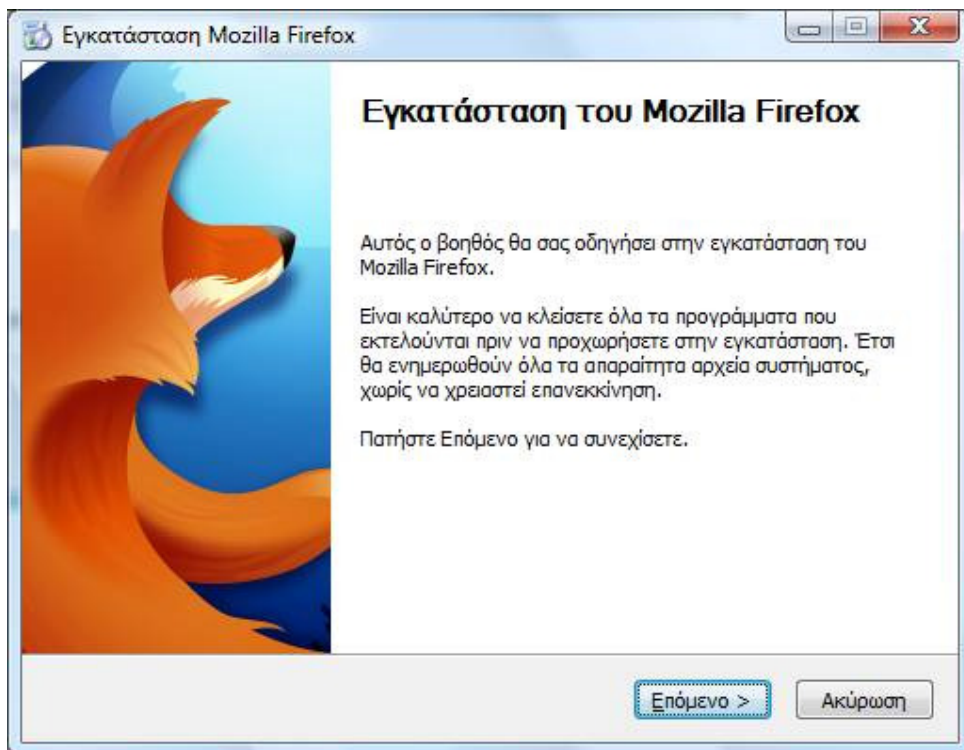 Εγκατάσταση Mozilla Firefox
Εγκατάσταση του Mozilla Firefox
Αυτός ο βοηθός θα σας οδηγήσει στην εγκατάσταση του
Mozilla Firefox.
Είναι καλύτερο να κλείσετε όλα τα προγράμματα που
εκτελούνται πριν να προχωρήσετε στην εγκατάσταση. Έτσι
θα ενημερωθούν όλα τα απαραίτητα αρχεία συστήματος,
χωρίς να χρειαστεί επανεκκίνηση.
Πατήστε Επόμενο για να συνεχίσετε.
Επόμενο >
Ακύρωση